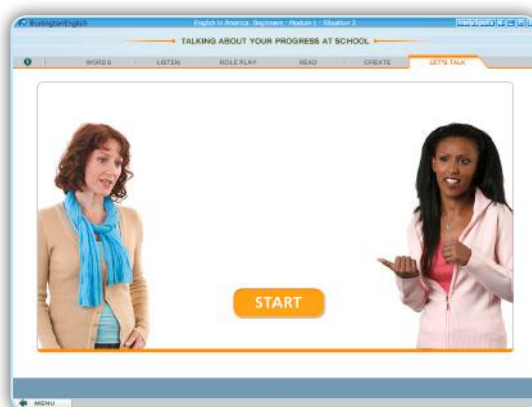 BurlingtonEnglish
English in America Beginners - Module 1 - Situation 3
HelpSpots
TALKING ABOUT YOUR PROGRESS AT SCHOOL
WORDS LISTEN ROLE PLAY READ CREATE LET'S TALK
START
MENU